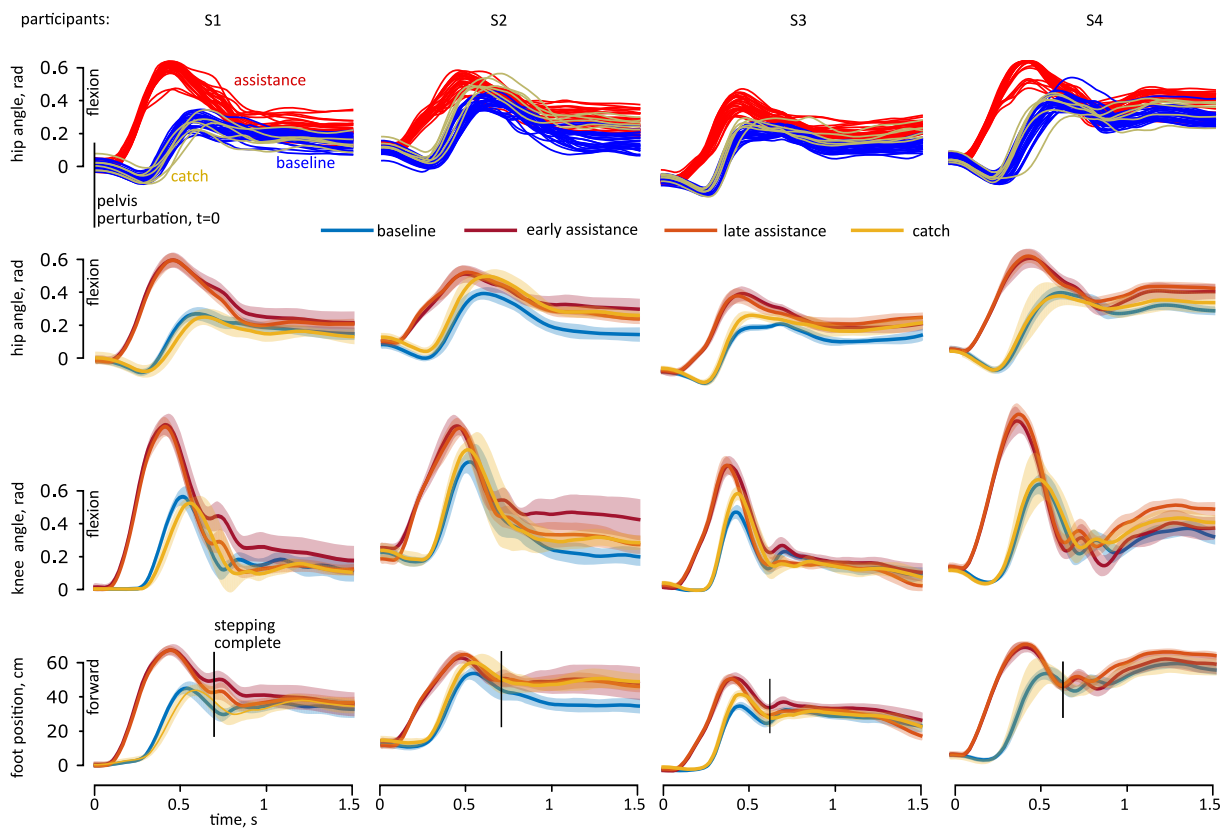 participants: S1 S2 S3 S4
hip angle, rad
flexion
0.6
0.4
0.2
0
assistance
baseline
catch
pelvis
perturbation, t=0
baseline early assistance late assistance catch
hip angle, rad
flexion
0.6
0.4
0.2
0
knee angle, rad
flexion
0.6
0.4
0.2
0
stepping
complete
foot position, cm
forward
60
40
20
0
0 0.5 1 1.5 0 0.5 1 1.5 0 0.5 1 1.5 0 0.5 1 1.5
time, s